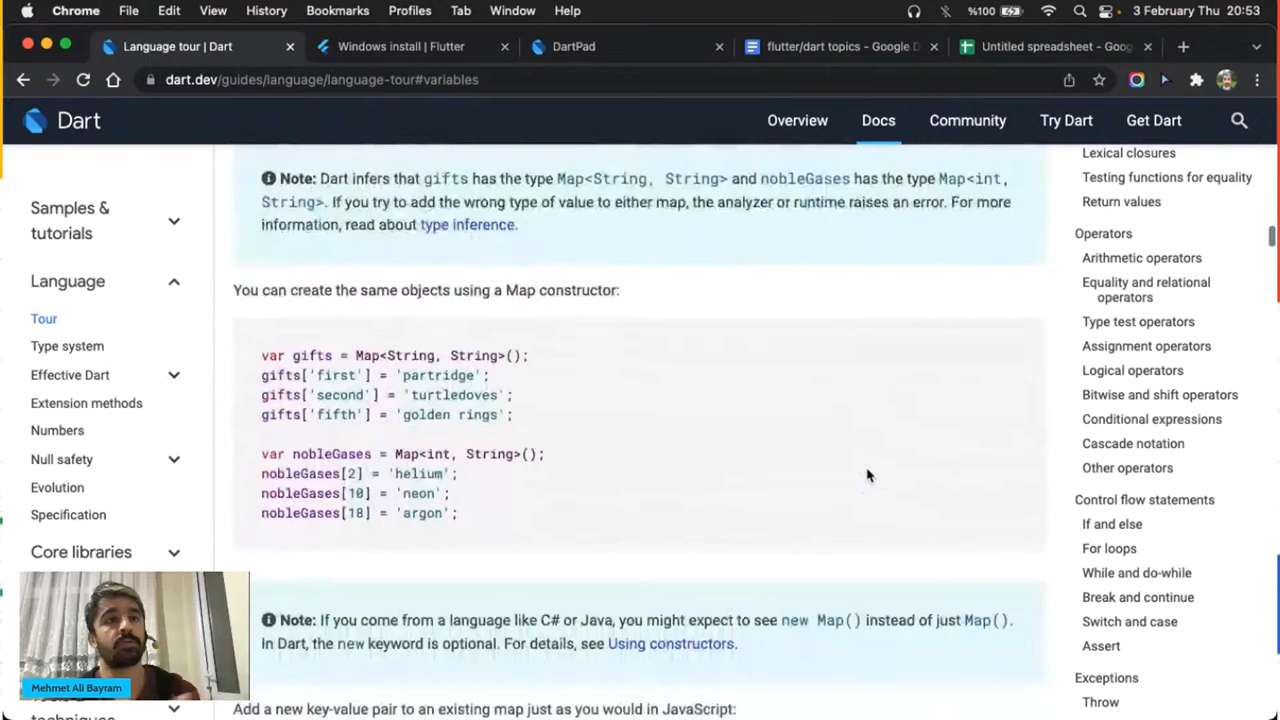 Chrome File Edit View History Bookmarks Profiles Tab Window Help %100 3 February Thu 20:53
Language tour | Dart Windows install | Flutter DartPad flutter/dart topics - Google D Untitled spreadsheet - Google
dart.dev/guides/language/language-tour#variables
Dart Overview Docs Community Try Dart Get Dart
Samples &
tutorials
Language
Tour
Type system
Effective Dart
Extension methods
Numbers
Null safety
Evolution
Specification
Core libraries
techniques
Note: Dart infers that gifts has the type Map<String, String> and nobleGases has the type Map<int,
String>. If you try to add the wrong type of value to either map, the analyzer or runtime raises an error. For more
information, read about type inference.
You can create the same objects using a Map constructor:
var gifts = Map<String, String>();
gifts['first'] = 'partridge';
gifts['second'] = 'turtledoves';
gifts['fifth'] = 'golden rings';
var nobleGases = Map<int, String>();
nobleGases[2] = 'helium';
nobleGases[10] = 'neon';
nobleGases[18] = 'argon';
Note: If you come from a language like C# or Java, you might expect to see new Map() instead of just Map().
In Dart, the new keyword is optional. For details, see Using constructors.
Add a new key-value pair to an existing map just as you would in JavaScript:
Lexical closures
Testing functions for equality
Return values
Operators
Arithmetic operators
Equality and relational
operators
Type test operators
Assignment operators
Logical operators
Bitwise and shift operators
Conditional expressions
Cascade notation
Other operators
Control flow statements
If and else
For loops
While and do-while
Break and continue
Switch and case
Assert
Exceptions
Throw
Mehmet Ali Bayram